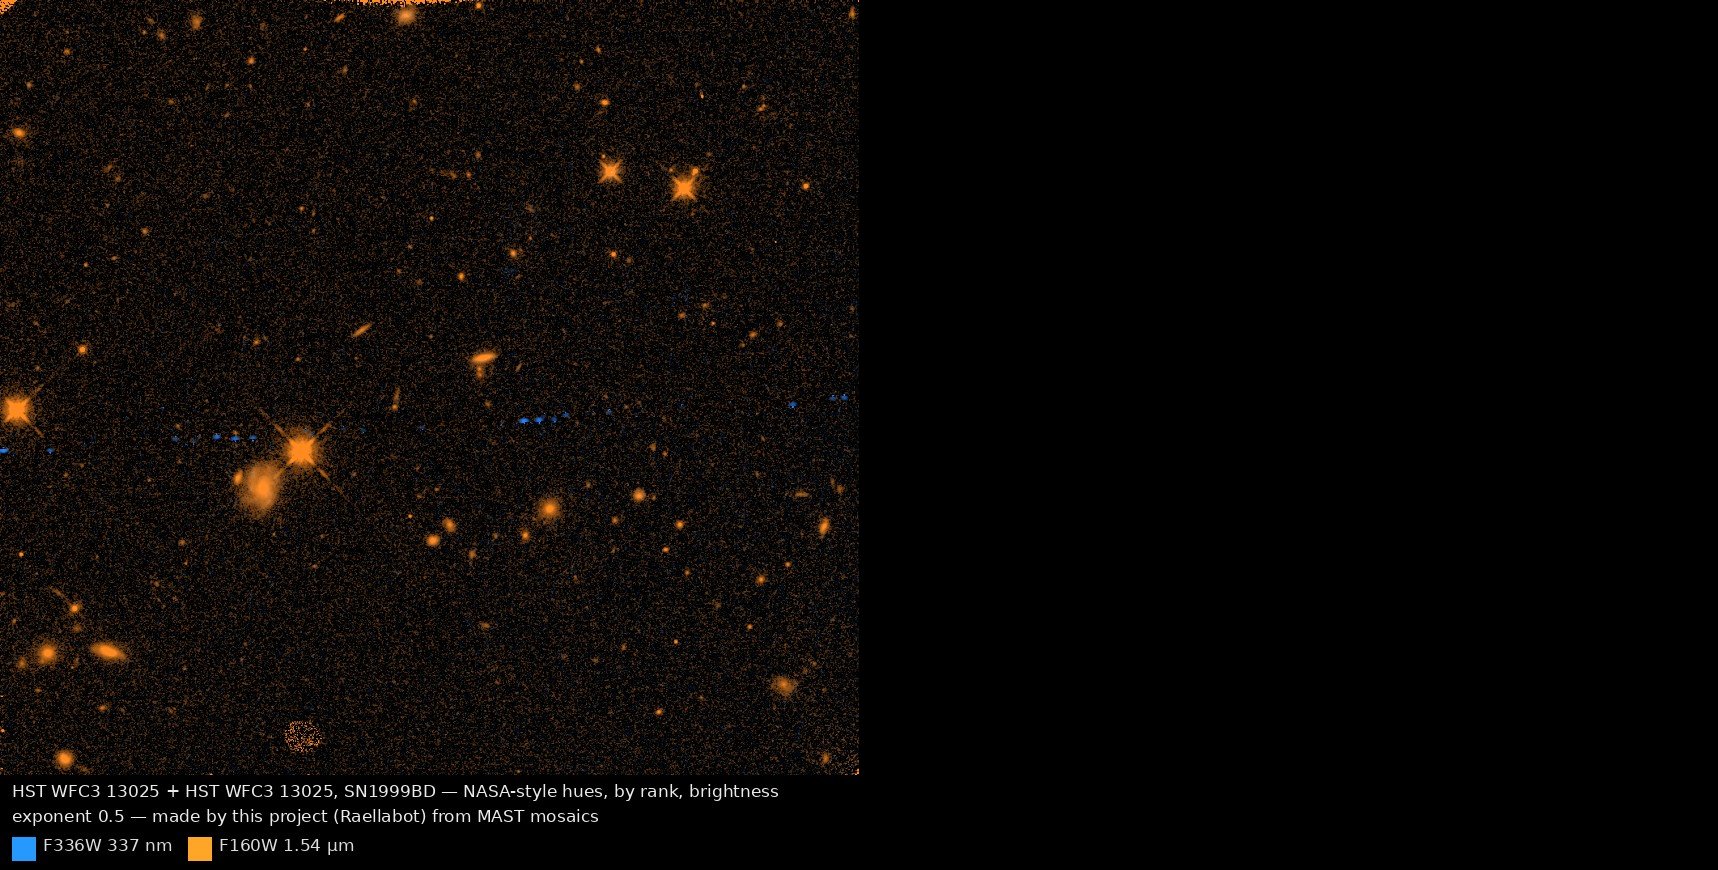 HST WFC3 13025 + HST WFC3 13025, SN1999BD — NASA-style hues, by rank, brightness
exponent 0.5 — made by this project (Raellabot) from MAST mosaics
F336W 337 nm F160W 1.54 µm